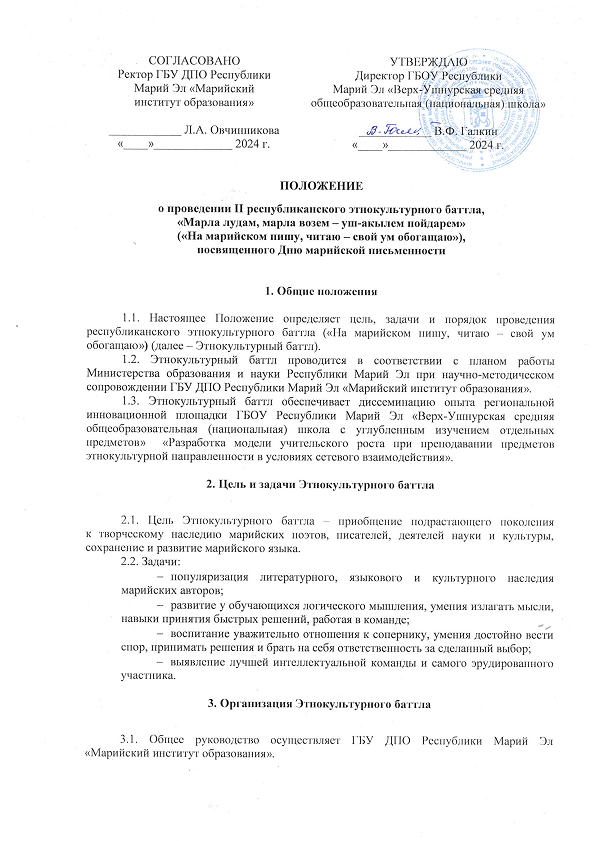 СОГЛАСОВАНО
Ректор ГБУ ДПО Республики
Марий Эл «Марийский
институт образования»
____________ Л.А. Овчинникова
«____»_____________ 2024 г.
УТВЕРЖДАЮ
Директор ГБОУ Республики
Марий Эл «Верх-Ушнурская средняя
общеобразовательная (национальная) школа»
____________ В.Ф. Галкин
«____»_____________ 2024 г.
ПОЛОЖЕНИЕ
о проведении II республиканского этнокультурного баттла,
«Марла лудам, марла возем – уш-акылем пойдарем»
(«На марийском пишу, читаю – свой ум обогащаю»),
посвященного Дню марийской письменности
1. Общие положения
1.1. Настоящее Положение определяет цель, задачи и порядок проведения
республиканского этнокультурного баттла («На марийском пишу, читаю – свой ум
обогащаю») (далее – Этнокультурный баттл).
1.2. Этнокультурный баттл проводится в соответствии с планом работы
Министерства образования и науки Республики Марий Эл при научно-методическом
сопровождении ГБУ ДПО Республики Марий Эл «Марийский институт образования».
1.3. Этнокультурный баттл обеспечивает диссеминацию опыта региональной
инновационной площадки ГБОУ Республики Марий Эл «Верх-Ушнурская средняя
общеобразовательная (национальная) школа с углубленным изучением отдельных
предметов» «Разработка модели учительского роста при преподавании предметов
этнокультурной направленности в условиях сетевого взаимодействия».
2. Цель и задачи Этнокультурного баттла
2.1. Цель Этнокультурного баттла – приобщение подрастающего поколения
к творческому наследию марийских поэтов, писателей, деятелей науки и культуры,
сохранение и развитие марийского языка.
2.2. Задачи:
– популяризация литературного, языкового и культурного наследия
марийских авторов;
– развитие у обучающихся логического мышления, умения излагать мысли,
навыки принятия быстрых решений, работая в команде;
– воспитание уважительно отношения к сопернику, умения достойно вести
спор, принимать решения и брать на себя ответственность за сделанный выбор;
– выявление лучшей интеллектуальной команды и самого эрудированного
участника.
3. Организация Этнокультурного баттла
3.1. Общее руководство осуществляет ГБУ ДПО Республики Марий Эл
«Марийский институт образования».